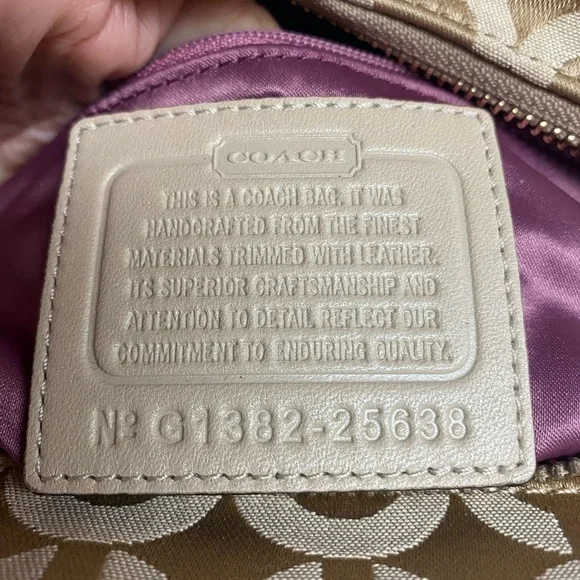 COACH
THIS IS A COACH BAG. IT WAS
HANDCRAFTED FROM THE FINEST
MATERIALS TRIMMED WITH LEATHER.
ITS SUPERIOR CRAFTSMANSHIP AND
ATTENTION TO DETAIL REFLECT OUR
COMMITMENT TO ENDURING QUALITY.
Nº G1382-25638